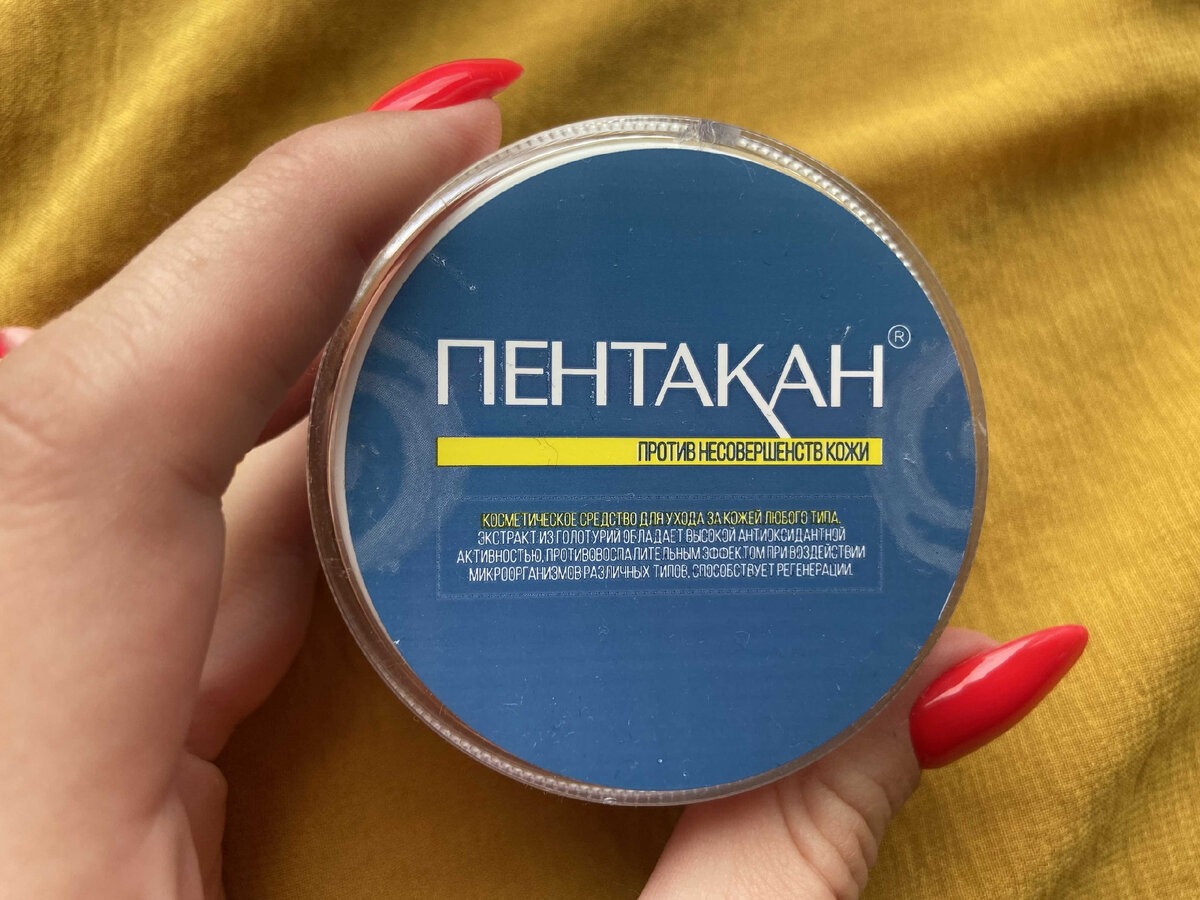 ПЕНТАКАН®
ПРОТИВ НЕСОВЕРШЕНСТВ КОЖИ
КОСМЕТИЧЕСКОЕ СРЕДСТВО ДЛЯ УХОДА ЗА КОЖЕЙ ЛЮБОГО ТИПА.
ЭКСТРАКТ ИЗ ГОЛОТУРИЙ ОБЛАДАЕТ ВЫСОКОЙ АНТИОКСИДАНТНОЙ
АКТИВНОСТЬЮ, ПРОТИВОВОСПАЛИТЕЛЬНЫМ ЭФФЕКТОМ ПРИ ВОЗДЕЙСТВИИ
МИКРООРГАНИЗМОВ РАЗЛИЧНЫХ ТИПОВ, СПОСОБСТВУЕТ РЕГЕНЕРАЦИИ.